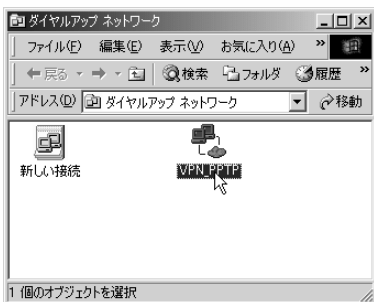 ダイヤルアップ ネットワーク
ファイル(F) 編集(E) 表示(V) お気に入り(A) »
戻る 検索 フォルダ 履歴 »
アドレス(D) ダイヤルアップ ネットワーク 移動
新しい接続 VPN_PPTP
1 個のオブジェクトを選択